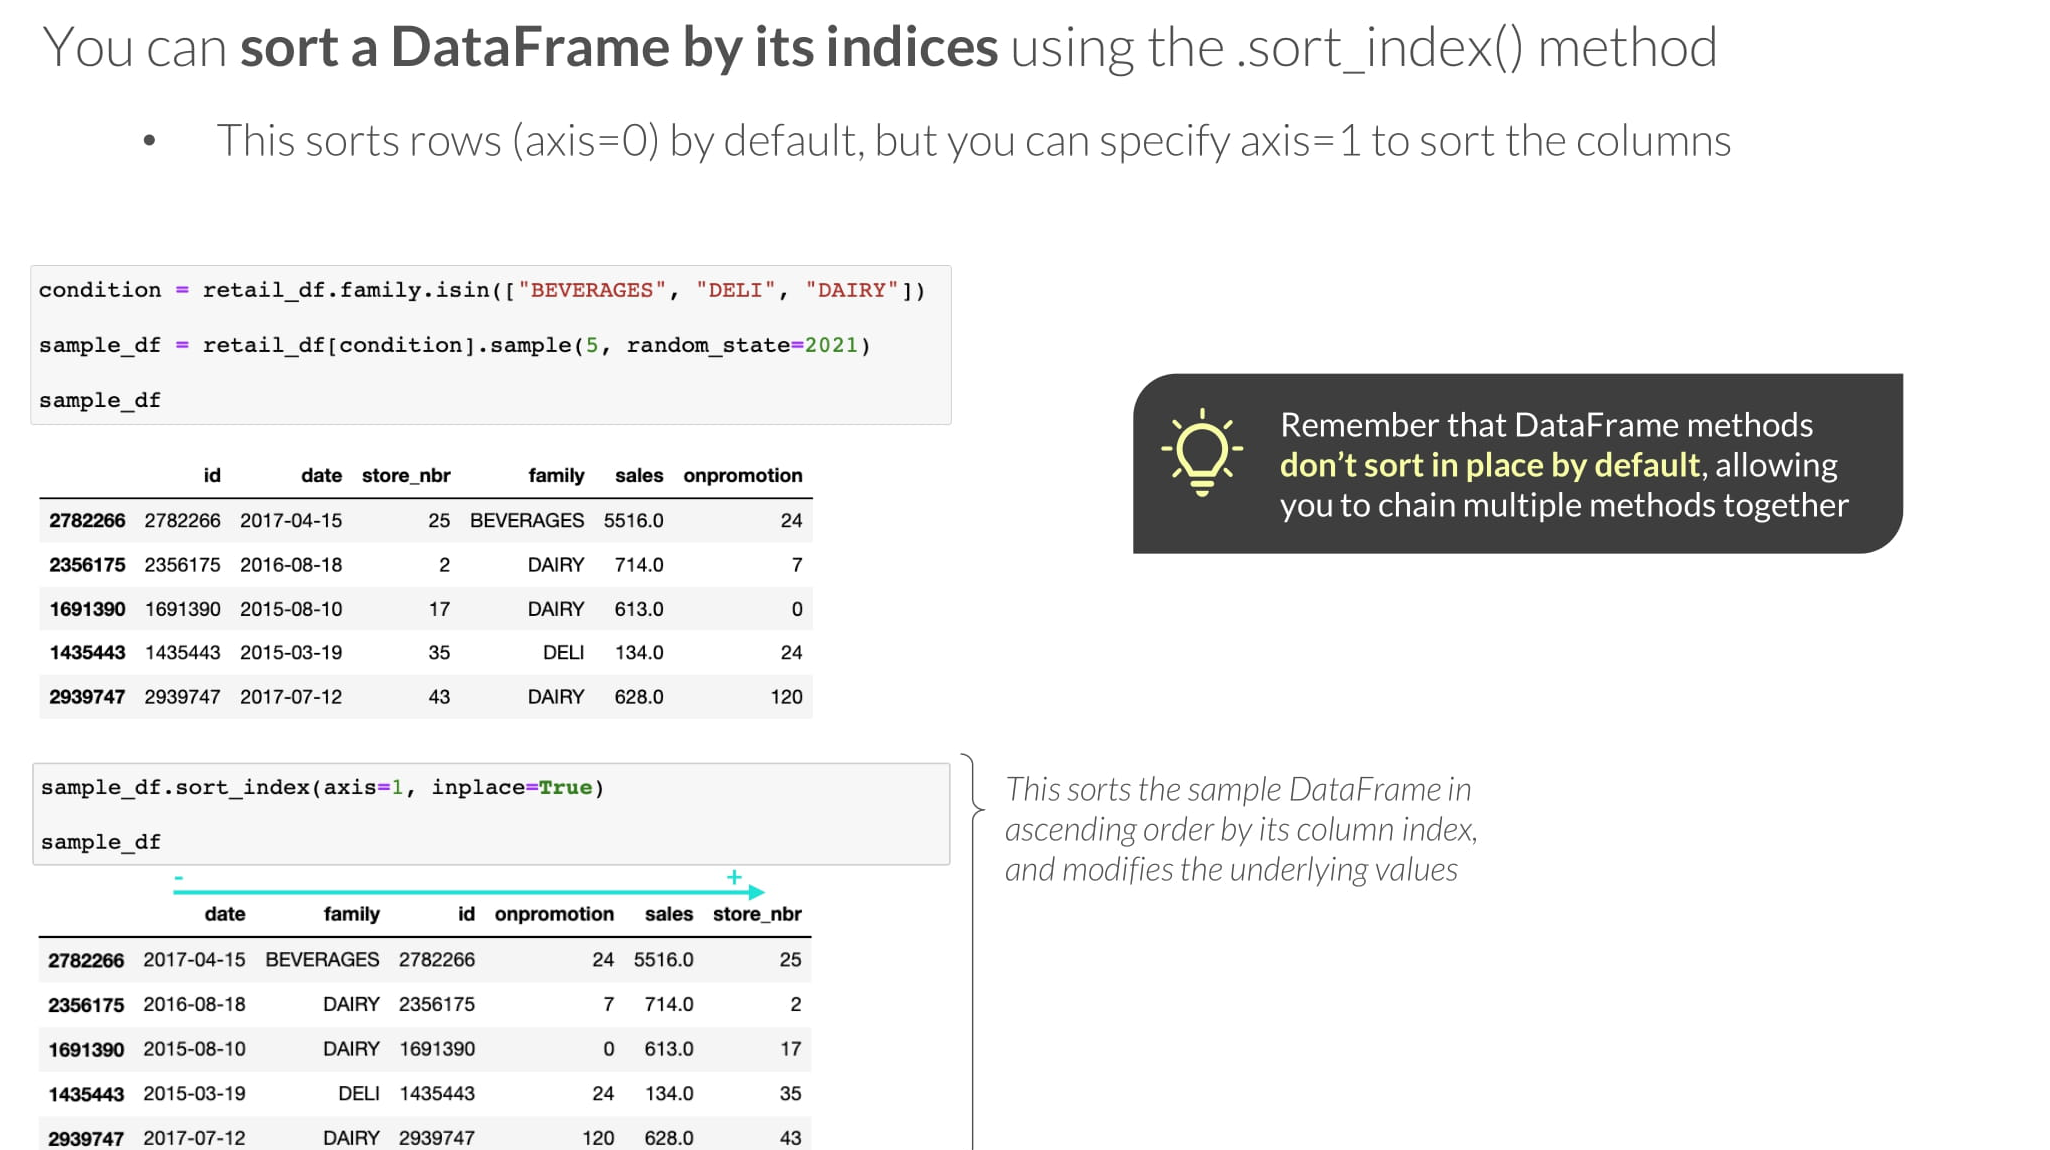 You can sort a DataFrame by its indices using the .sort_index() method
• This sorts rows (axis=0) by default, but you can specify axis=1 to sort the columns
condition = retail_df.family.isin(["BEVERAGES", "DELI", "DAIRY"])
sample_df = retail_df[condition].sample(5, random_state=2021)
sample_df
id date store_nbr family sales onpromotion
2782266 2782266 2017-04-15 25 BEVERAGES 5516.0 24
2356175 2356175 2016-08-18 2 DAIRY 714.0 7
1691390 1691390 2015-08-10 17 DAIRY 613.0 0
1435443 1435443 2015-03-19 35 DELI 134.0 24
2939747 2939747 2017-07-12 43 DAIRY 628.0 120
Remember that DataFrame methods
don’t sort in place by default, allowing
you to chain multiple methods together
sample_df.sort_index(axis=1, inplace=True)
sample_df
- +
date family id onpromotion sales store_nbr
2782266 2017-04-15 BEVERAGES 2782266 24 5516.0 25
2356175 2016-08-18 DAIRY 2356175 7 714.0 2
1691390 2015-08-10 DAIRY 1691390 0 613.0 17
1435443 2015-03-19 DELI 1435443 24 134.0 35
2939747 2017-07-12 DAIRY 2939747 120 628.0 43
This sorts the sample DataFrame in
ascending order by its column index,
and modifies the underlying values